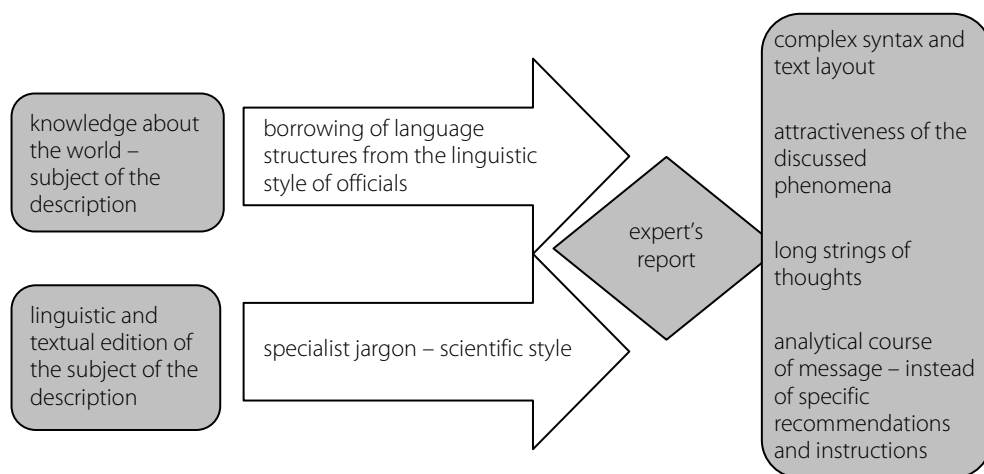 knowledge about
the world –
subject of the
description
borrowing of language
structures from the linguistic
style of officials
linguistic and
textual edition of
the subject of the
description
specialist jargon – scientific style
expert's
report
complex syntax and
text layout
attractiveness of the
discussed
phenomena
long strings of
thoughts
analytical course
of message – instead
of specific
recommendations
and instructions